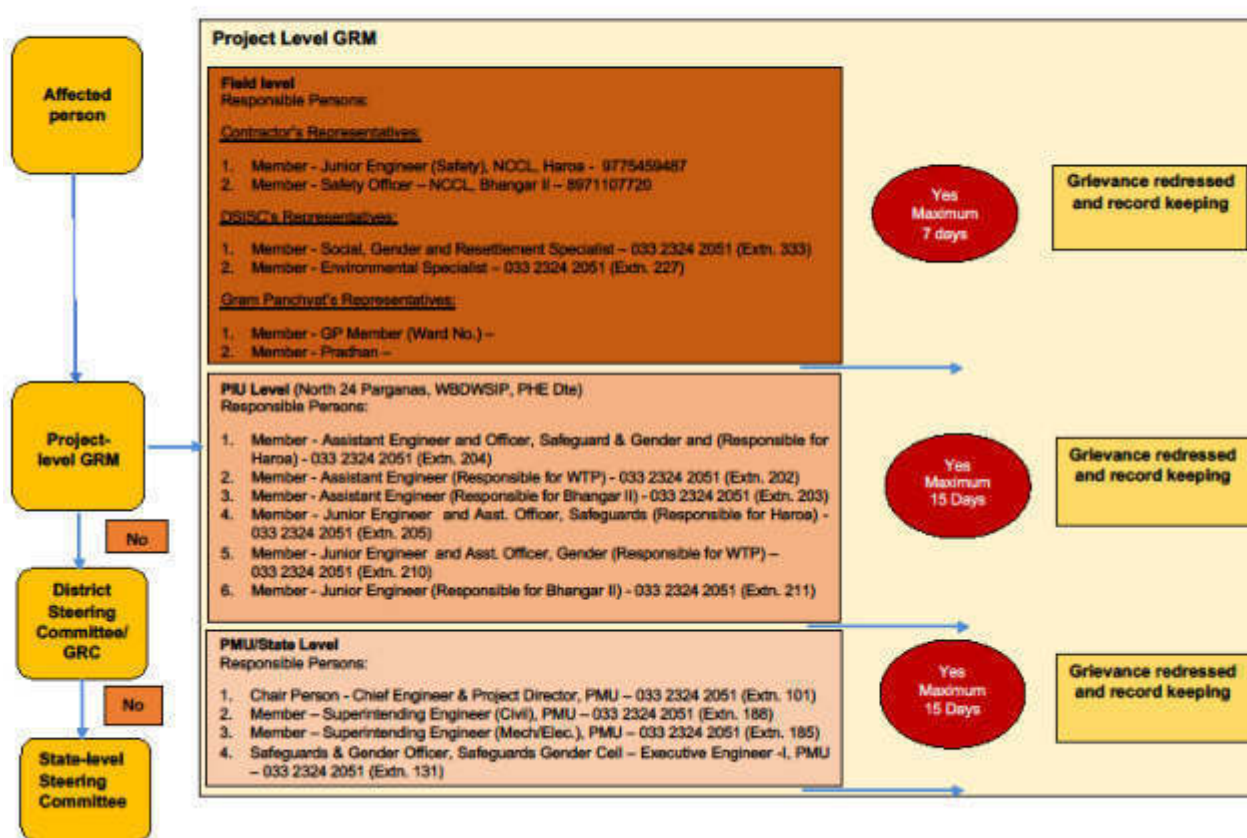 Affected
person
Project-
level GRM
No
District
Steering
Committee/
GRC
No
State-level
Steering
Committee
Project Level GRM
Field level
Responsible Persons:
Contractor's Representatives:
1. Member - Junior Engineer (Safety), NCCL, Haroa - 9775459487
2. Member - Safety Officer – NCCL, Bhangar II – 8971107720
DSISC's Representatives:
1. Member - Social, Gender and Resettlement Specialist – 033 2324 2051 (Extn. 333)
2. Member - Environmental Specialist – 033 2324 2051 (Extn. 227)
Gram Panchyat's Representatives:
1. Member - GP Member (Ward No.) –
2. Member - Pradhan –
Yes
Maximum
7 days
Grievance redressed
and record keeping
PIU Level (North 24 Parganas, WBDWSIP, PHE Dte)
Responsible Persons:
1. Member - Assistant Engineer and Officer, Safeguard & Gender and (Responsible for
Haroa) - 033 2324 2051 (Extn. 204)
2. Member - Assistant Engineer (Responsible for WTP) - 033 2324 2051 (Extn. 202)
3. Member - Assistant Engineer (Responsible for Bhangar II) - 033 2324 2051 (Extn. 203)
4. Member - Junior Engineer and Asst. Officer, Safeguards (Responsible for Haroa) -
033 2324 2051 (Extn. 205)
5. Member - Junior Engineer and Asst. Officer, Gender (Responsible for WTP) –
033 2324 2051 (Extn. 210)
6. Member - Junior Engineer (Responsible for Bhangar II) - 033 2324 2051 (Extn. 211)
Yes
Maximum
15 Days
Grievance redressed
and record keeping
PMU/State Level
Responsible Persons:
1. Chair Person - Chief Engineer & Project Director, PMU – 033 2324 2051 (Extn. 101)
2. Member – Superintending Engineer (Civil), PMU – 033 2324 2051 (Extn. 188)
3. Member – Superintending Engineer (Mech/Elec.), PMU – 033 2324 2051 (Extn. 185)
4. Safeguards & Gender Officer, Safeguards Gender Cell – Executive Engineer -I, PMU
– 033 2324 2051 (Extn. 131)
Yes
Maximum
15 Days
Grievance redressed
and record keeping